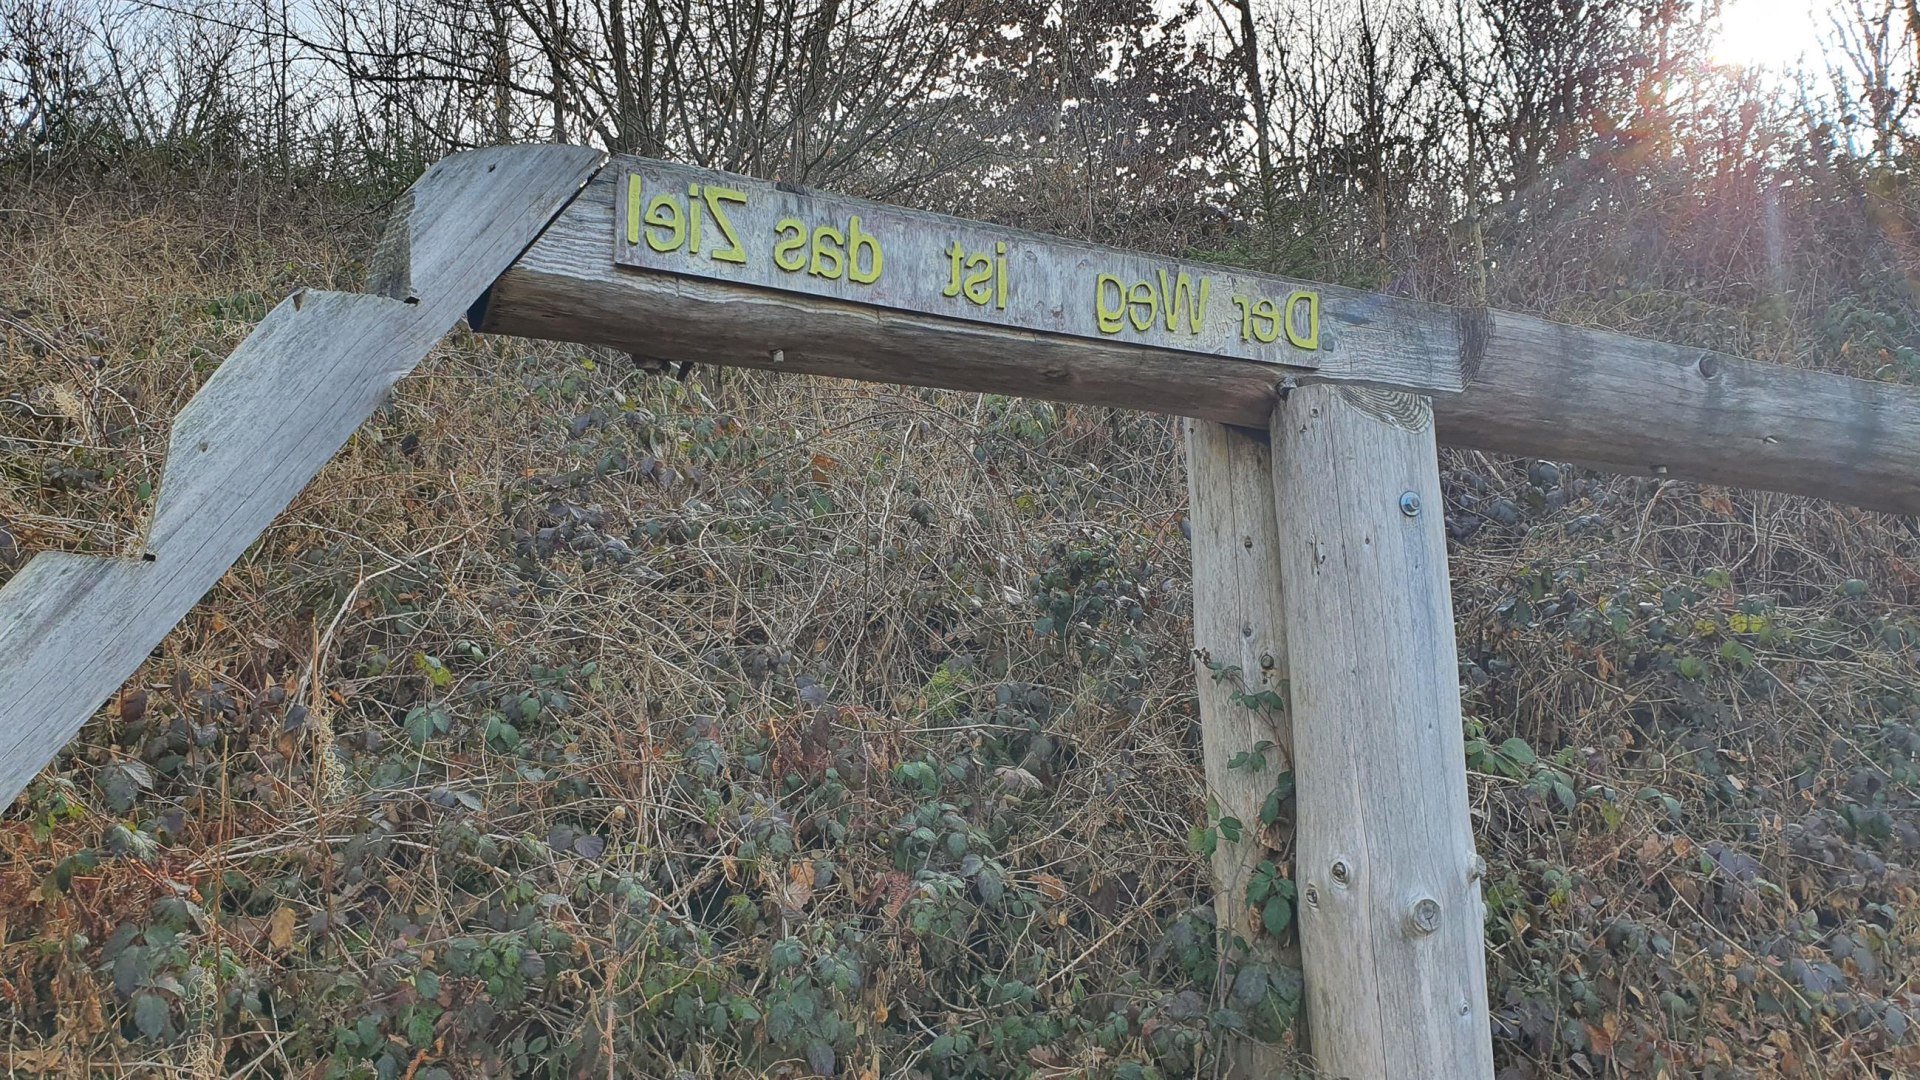 Der Weg ist das Ziel